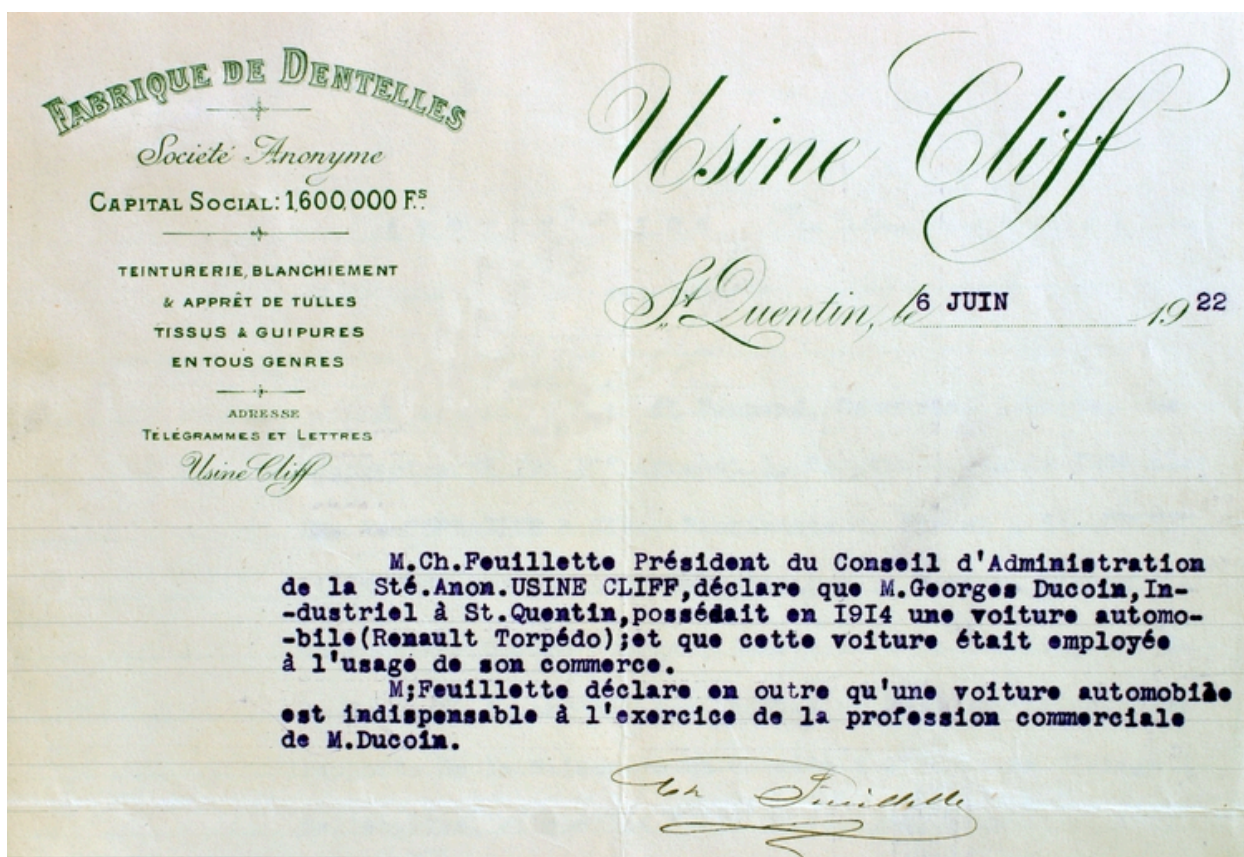 FABRIQUE DE DENTELLES
Société Anonyme
CAPITAL SOCIAL: 1,600,000 Fs.
TEINTURERIE, BLANCHIEMENT
& APPRÊT DE TULLES
TISSUS & GUIPURES
EN TOUS GENRES
ADRESSE
TÉLÉGRAMMES ET LETTRES
Usine Cliff
Usine Cliff
St. Quentin, le 6 JUIN 1922
M.Ch.Feuillette Président du Conseil d'Administration
de la Sté.Anon.USINE CLIFF,déclare que M.Georges Ducoin,In-
-dustriel à St.Quentin,possédait en I9I4 une voiture automo-
-bile(Renault Torpédo);et que cette voiture était employée
à l'usage de son commerce.
M;Feuillette déclare en outre qu'une voiture automobile
est indispensable à l'exercice de la profession commerciale
de M.Ducoin.
Ch Feuillette